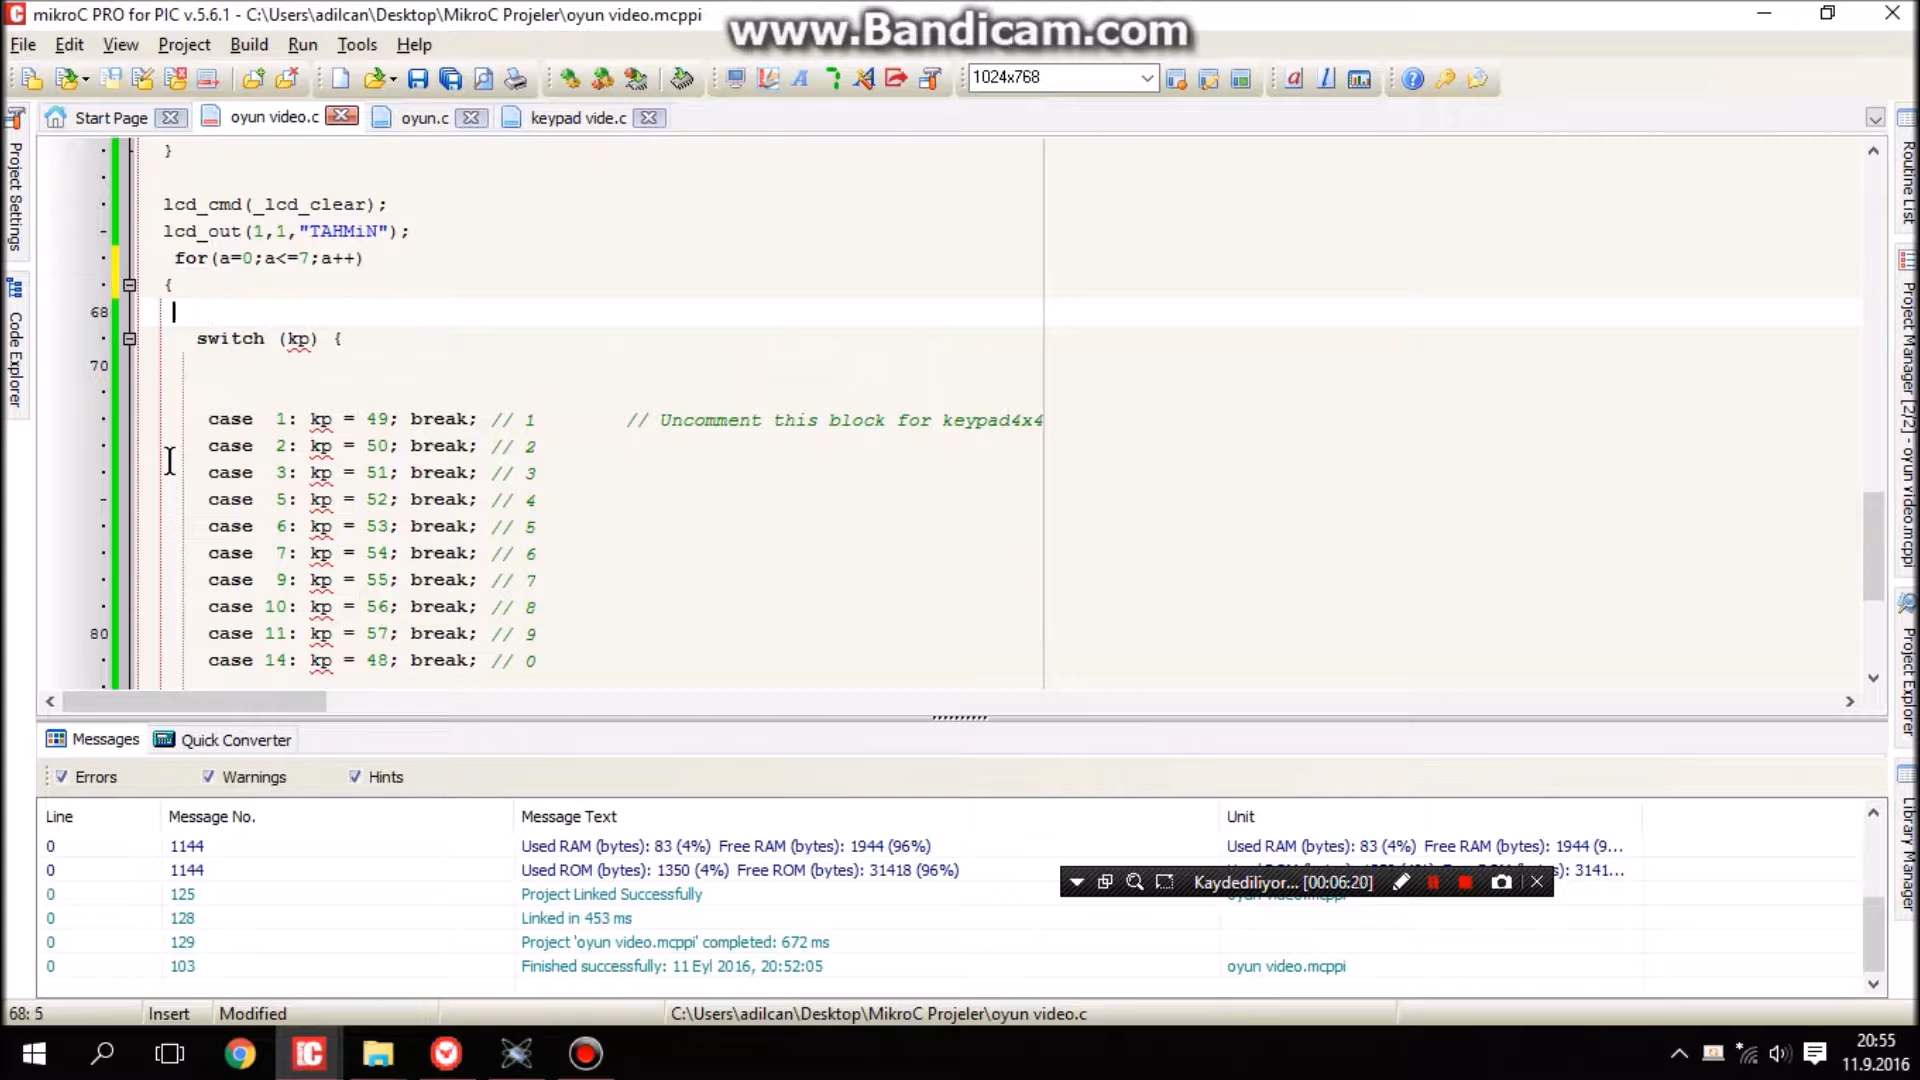 mikroC PRO for PIC v.5.6.1 - C:\Users\adilcan\Desktop\MikroC Projeler\oyun video.mcppi
www.Bandicam.com
File Edit View Project Build Run Tools Help
1024x768
Start Page oyun video.c oyun.c keypad vide.c
}
lcd_cmd(_lcd_clear);
lcd_out(1,1,"TAHMiN");
for(a=0;a<=7;a++)
{
68
switch (kp) {
70
case 1: kp = 49; break; // 1 // Uncomment this block for keypad4x4
case 2: kp = 50; break; // 2
case 3: kp = 51; break; // 3
case 5: kp = 52; break; // 4
case 6: kp = 53; break; // 5
case 7: kp = 54; break; // 6
case 9: kp = 55; break; // 7
case 10: kp = 56; break; // 8
80 case 11: kp = 57; break; // 9
case 14: kp = 48; break; // 0
Project Settings
Code Explorer
Routine List
Project Manager [2/2] - oyun video.mcppi
Project Explorer
Library Manager
Messages Quick Converter
Errors Warnings Hints
Line Message No. Message Text Unit
0 1144 Used RAM (bytes): 83 (4%) Free RAM (bytes): 1944 (96%) Used RAM (bytes): 83 (4%) Free RAM (bytes): 1944 (9...
0 1144 Used ROM (bytes): 1350 (4%) Free ROM (bytes): 31418 (96%)
Kaydediliyor... [00:06:20]
0 125 Project Linked Successfully
0 128 Linked in 453 ms
0 129 Project 'oyun video.mcppi' completed: 672 ms
0 103 Finished successfully: 11 Eyl 2016, 20:52:05 oyun video.mcppi
68: 5 Insert Modified C:\Users\adilcan\Desktop\MikroC Projeler\oyun video.c
20:55
11.9.2016